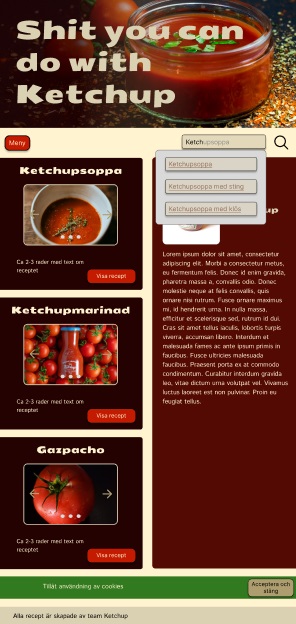 Shit you can
do with
Ketchup
Meny
Ketchupsoppa
Ketchupsoppa
Ketchupsoppa med sting
Ketchupsoppa med klös
Ketchupsoppa
Ca 2-3 rader med text om
receptet
Visa recept
Ketchupmarinad
Ca 2-3 rader med text om
receptet
Visa recept
Gazpacho
Ca 2-3 rader med text om
receptet
Visa recept
up
Lorem ipsum dolor sit amet, consectetur
adipiscing elit. Morbi a consectetur metus,
eu fermentum felis. Donec id enim gravida,
pharetra massa a, convallis odio. Donec
molestie neque at felis convallis, quis
ornare nisi rutrum. Fusce ornare maximus
mi, id hendrerit urna. In nulla massa,
efficitur et scelerisque sed, rutrum id dui.
Cras sit amet tellus iaculis, lobortis turpis
viverra, accumsan libero. Interdum et
malesuada fames ac ante ipsum primis in
faucibus. Fusce ultricies malesuada
faucibus. Praesent porta ex at commodo
condimentum. Curabitur interdum gravida
leo, vitae dictum urna volutpat vel. Vivamus
luctus laoreet est non pulvinar. Proin eu
feugiat tellus.
Tillåt användning av cookies
Acceptera och
stäng
Alla recept är skapade av team Ketchup